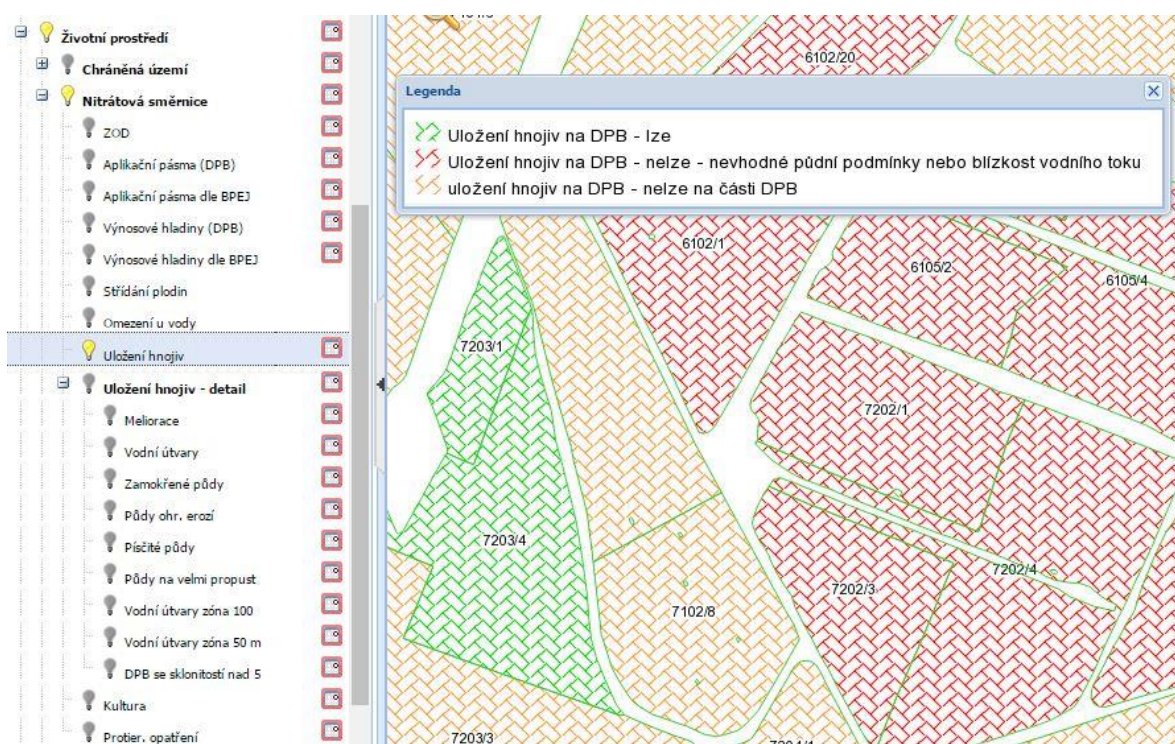 Životní prostředí
Chráněná území
Nitrátová směrnice
ZOD
Aplikační pásma (DPB)
Aplikační pásma dle BPEJ
Výnosové hladiny (DPB)
Výnosové hladiny dle BPEJ
Střídání plodin
Omezení u vody
Uložení hnojiv
Uložení hnojiv - detail
Meliorace
Vodní útvary
Zamokřené půdy
Půdy ohr. erozí
Písčité půdy
Půdy na velmi propust
Vodní útvary zóna 100
Vodní útvary zóna 50 m
DPB se sklonitostí nad 5
Kultura
Protier. opatření
6102/20
Legenda
Uložení hnojiv na DPB - lze
Uložení hnojiv na DPB - nelze - nevhodné půdní podmínky nebo blízkost vodního toku
uložení hnojiv na DPB - nelze na části DPB
6102/1
6105/2
6105/4
7203/1
7202/1
7203/4
7202/4
7202/3
7102/8
7203/3